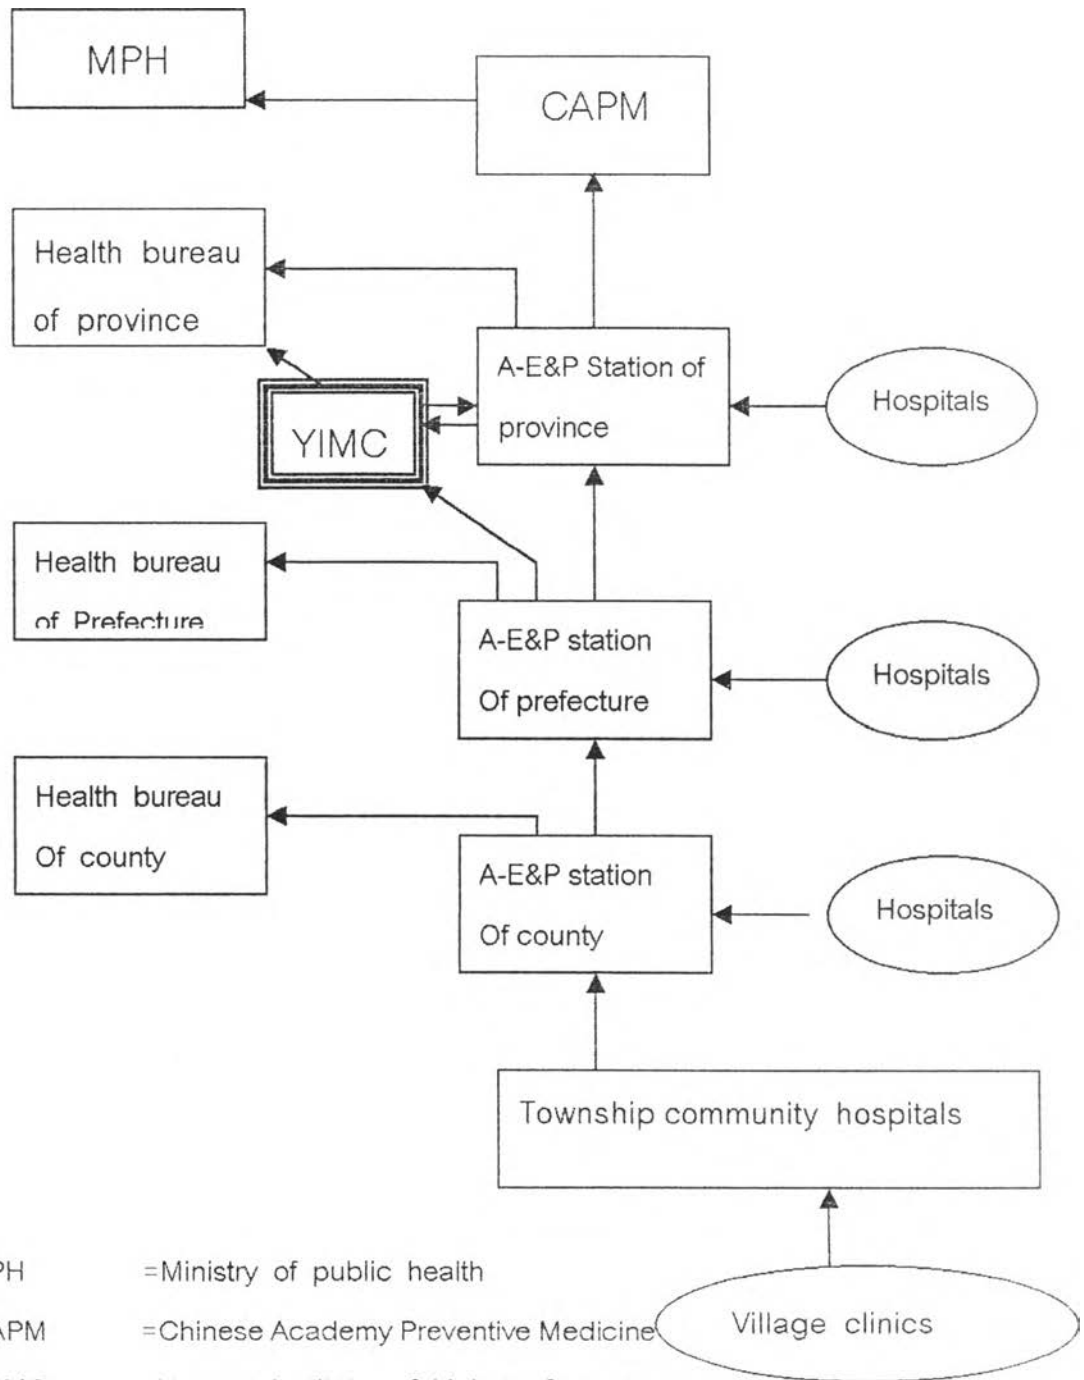 MPH
CAPM
Health bureau
of province
A-E&P Station of
province
Hospitals
YIMC
Health bureau
of Prefecture
A-E&P station
Of prefecture
Hospitals
Health bureau
Of county
A-E&P station
Of county
Hospitals
Township community hospitals
Village clinics
PH =Ministry of public health
APM =Chinese Academy Preventive Medicine